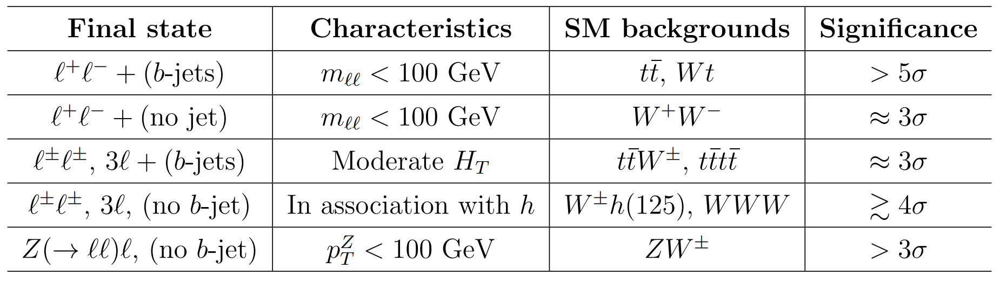 Final state Characteristics SM backgrounds Significance
ℓ⁺ℓ⁻ + (b-jets) m_ℓℓ < 100 GeV tt̄, Wt > 5σ
ℓ⁺ℓ⁻ + (no jet) m_ℓℓ < 100 GeV W⁺W⁻ ≈ 3σ
ℓ^±ℓ^±, 3ℓ + (b-jets) Moderate H_T tt̄W^±, tt̄tt̄ ≈ 3σ
ℓ^±ℓ^±, 3ℓ, (no b-jet) In association with h W^±h(125), WWW ≳ 4σ
Z(→ ℓℓ)ℓ, (no b-jet) p_T^Z < 100 GeV ZW^± > 3σ